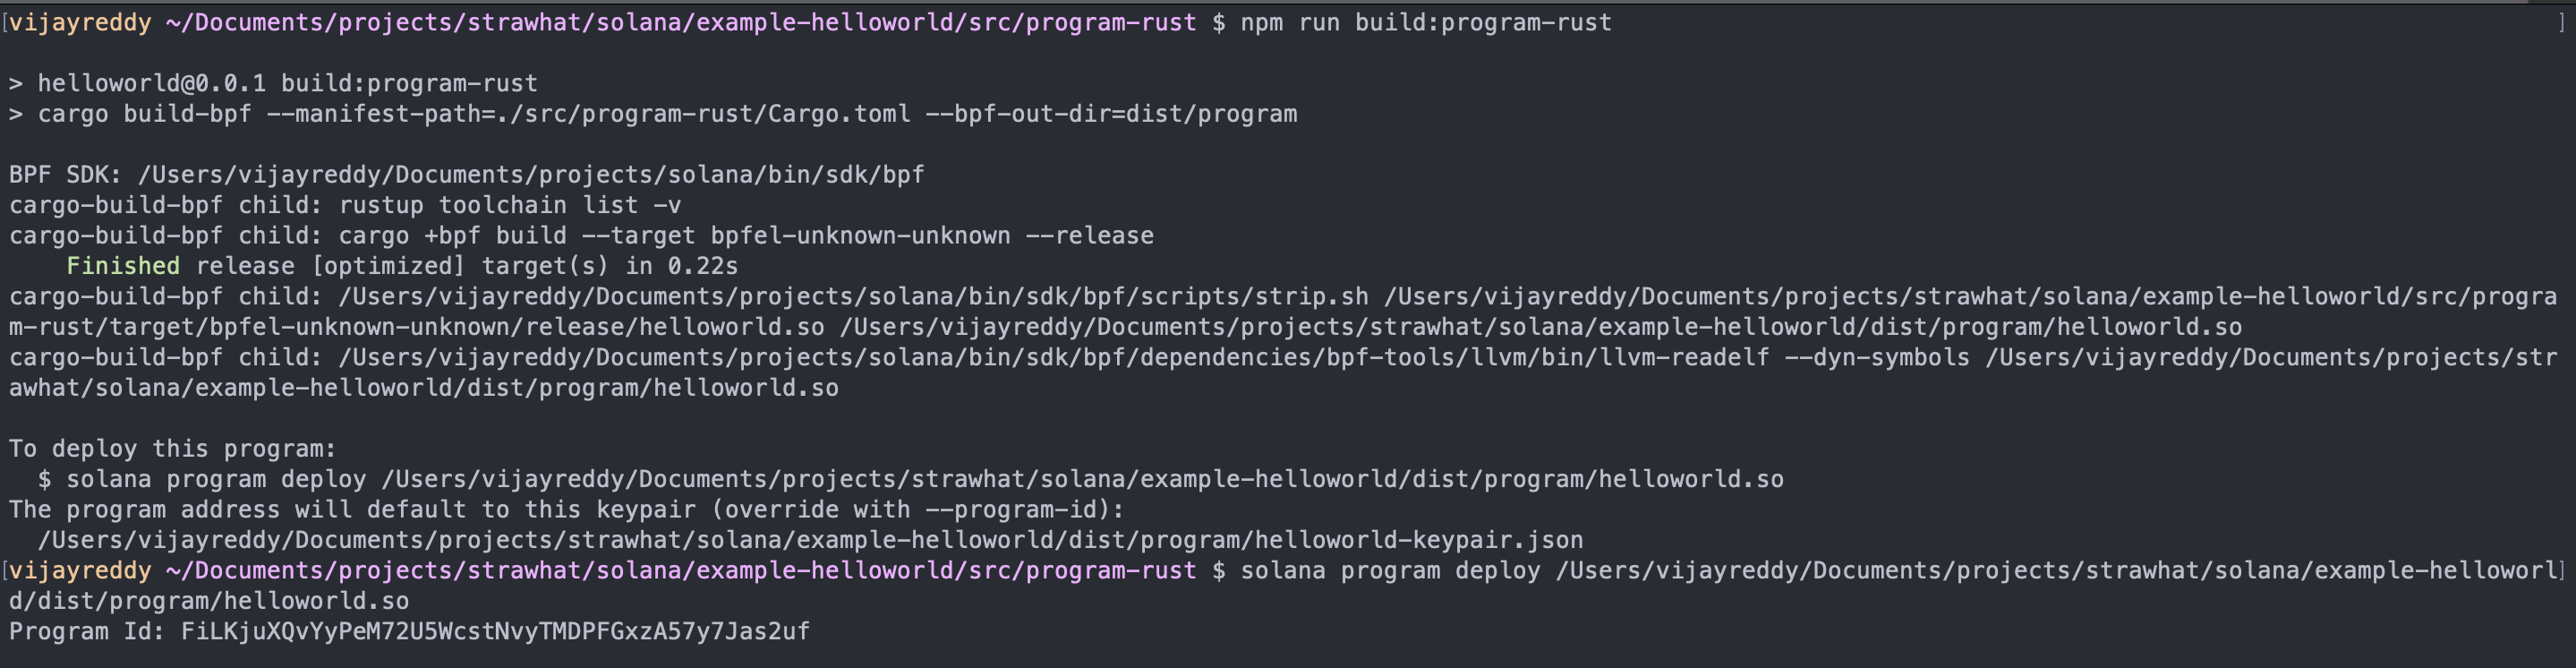 [vijayreddy ~/Documents/projects/strawhat/solana/example-helloworld/src/program-rust $ npm run build:program-rust ]
> helloworld@0.0.1 build:program-rust
> cargo build-bpf --manifest-path=./src/program-rust/Cargo.toml --bpf-out-dir=dist/program
BPF SDK: /Users/vijayreddy/Documents/projects/solana/bin/sdk/bpf
cargo-build-bpf child: rustup toolchain list -v
cargo-build-bpf child: cargo +bpf build --target bpfel-unknown-unknown --release
Finished release [optimized] target(s) in 0.22s
cargo-build-bpf child: /Users/vijayreddy/Documents/projects/solana/bin/sdk/bpf/scripts/strip.sh /Users/vijayreddy/Documents/projects/strawhat/solana/example-helloworld/src/progra
m-rust/target/bpfel-unknown-unknown/release/helloworld.so /Users/vijayreddy/Documents/projects/strawhat/solana/example-helloworld/dist/program/helloworld.so
cargo-build-bpf child: /Users/vijayreddy/Documents/projects/solana/bin/sdk/bpf/dependencies/bpf-tools/llvm/bin/llvm-readelf --dyn-symbols /Users/vijayreddy/Documents/projects/str
awhat/solana/example-helloworld/dist/program/helloworld.so
To deploy this program:
$ solana program deploy /Users/vijayreddy/Documents/projects/strawhat/solana/example-helloworld/dist/program/helloworld.so
The program address will default to this keypair (override with --program-id):
/Users/vijayreddy/Documents/projects/strawhat/solana/example-helloworld/dist/program/helloworld-keypair.json
[vijayreddy ~/Documents/projects/strawhat/solana/example-helloworld/src/program-rust $ solana program deploy /Users/vijayreddy/Documents/projects/strawhat/solana/example-helloworl]
d/dist/program/helloworld.so
Program Id: FiLKjuXQvYyPeM72U5WcstNvyTMDPFGxzA57y7Jas2uf